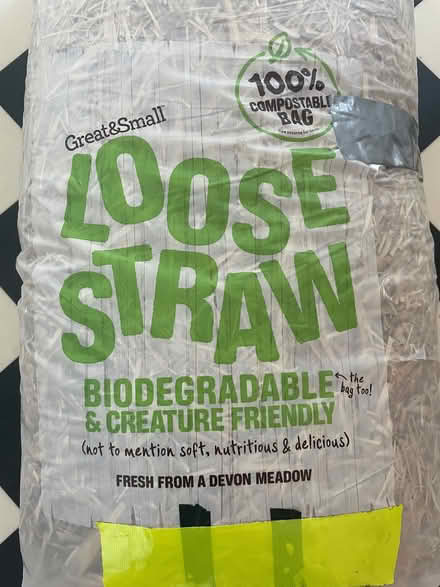 100%
COMPOSTABLE
BAG
Great&Small
LOOSE
STRAW
BIODEGRADABLE
the
bag too!
& CREATURE FRIENDLY
(not to mention soft, nutritious & delicious)
FRESH FROM A DEVON MEADOW